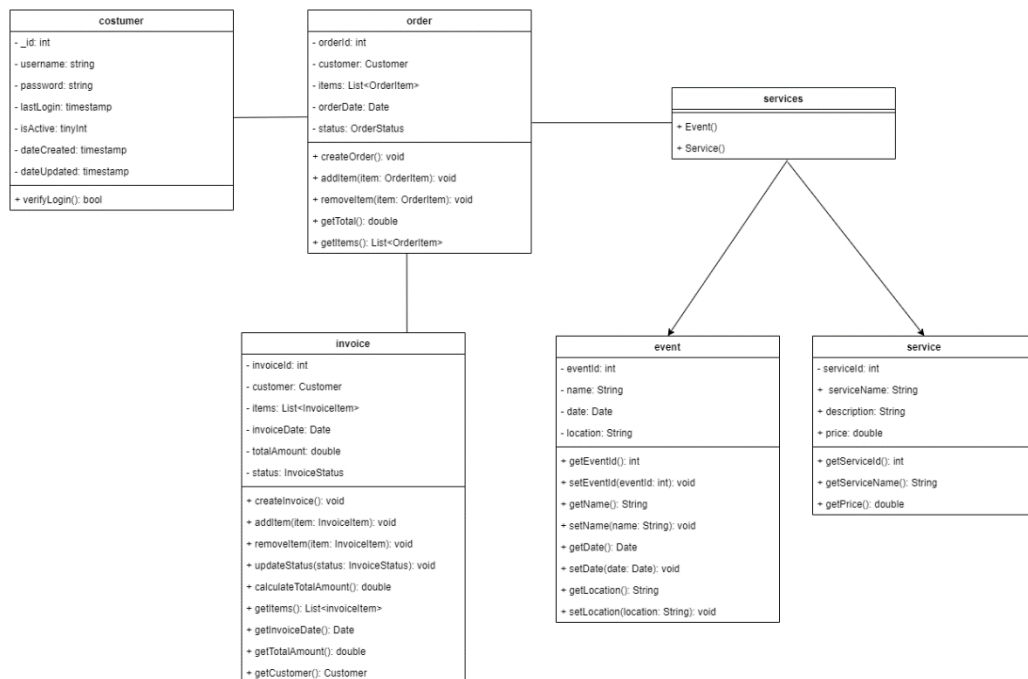 costumer
- _id: int
- username: string
- password: string
- lastLogin: timestamp
- isActive: tinyInt
- dateCreated: timestamp
- dateUpdated: timestamp
+ verifyLogin(): bool
order
- orderId: int
- customer: Customer
- items: List<OrderItem>
- orderDate: Date
- status: OrderStatus
+ createOrder(): void
+ addItem(item: OrderItem): void
+ removeItem(item: OrderItem): void
+ getTotal(): double
+ getItems(): List<OrderItem>
services
+ Event()
+ Service()
invoice
- invoiceId: int
- customer: Customer
- items: List<InvoiceItem>
- invoiceDate: Date
- totalAmount: double
- status: InvoiceStatus
+ createInvoice(): void
+ addItem(item: InvoiceItem): void
+ removeItem(item: InvoiceItem): void
+ updateStatus(status: InvoiceStatus): void
+ calculateTotalAmount(): double
+ getItems(): List<invoiceItem>
+ getInvoiceDate(): Date
+ getTotalAmount(): double
+ getCustomer(): Customer
event
- eventId: int
- name: String
- date: Date
- location: String
+ getEventId(): int
+ setEventId(eventId: int): void
+ getName(): String
+ setName(name: String): void
+ getDate(): Date
+ setDate(date: Date): void
+ getLocation(): String
+ setLocation(location: String): void
service
- serviceId: int
+ serviceName: String
+ description: String
+ price: double
+ getServiceId(): int
+ getServiceName(): String
+ getPrice(): double